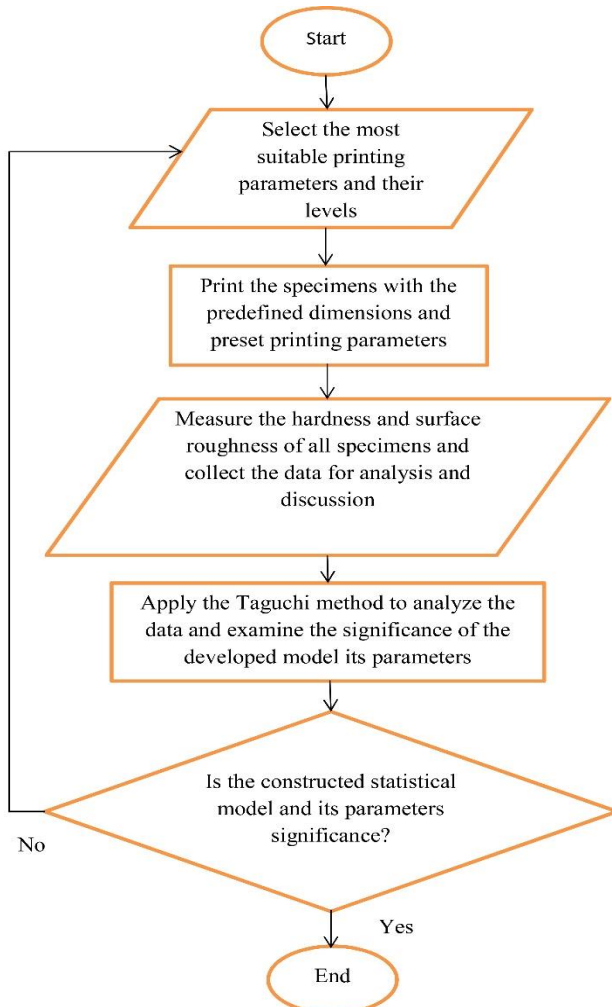 Start
Select the most
suitable printing
parameters and their
levels
Print the specimens with the
predefined dimensions and
preset printing parameters
Measure the hardness and surface
roughness of all specimens and
collect the data for analysis and
discussion
Apply the Taguchi method to analyze the
data and examine the significance of the
developed model its parameters
Is the constructed statistical
model and its parameters
significance?
No
Yes
End